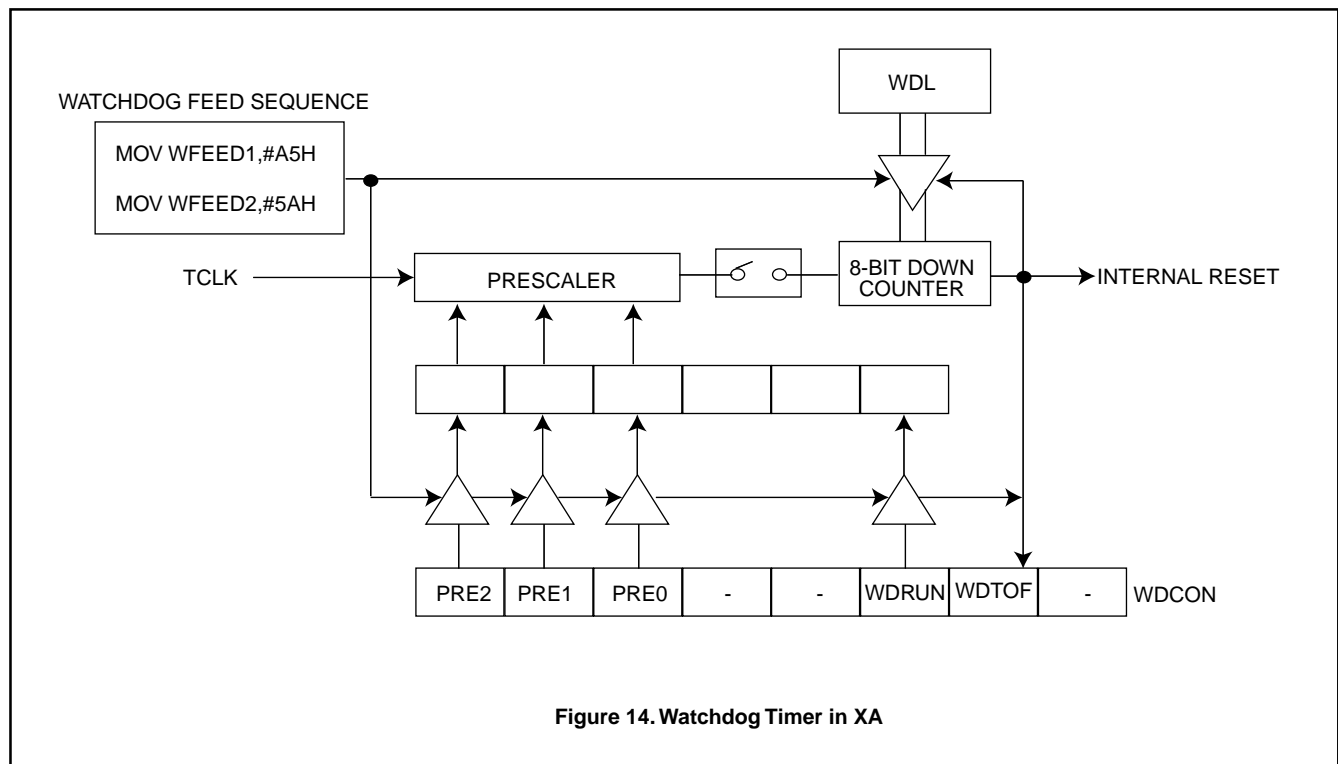 WDL
WATCHDOG FEED SEQUENCE
MOV WFEED1,#A5H
MOV WFEED2,#5AH
TCLK
PRESCALER
8-BIT DOWN
COUNTER
INTERNAL RESET
PRE2 PRE1 PRE0 - - WDRUN WDTOF - WDCON
Figure 14. Watchdog Timer in XA